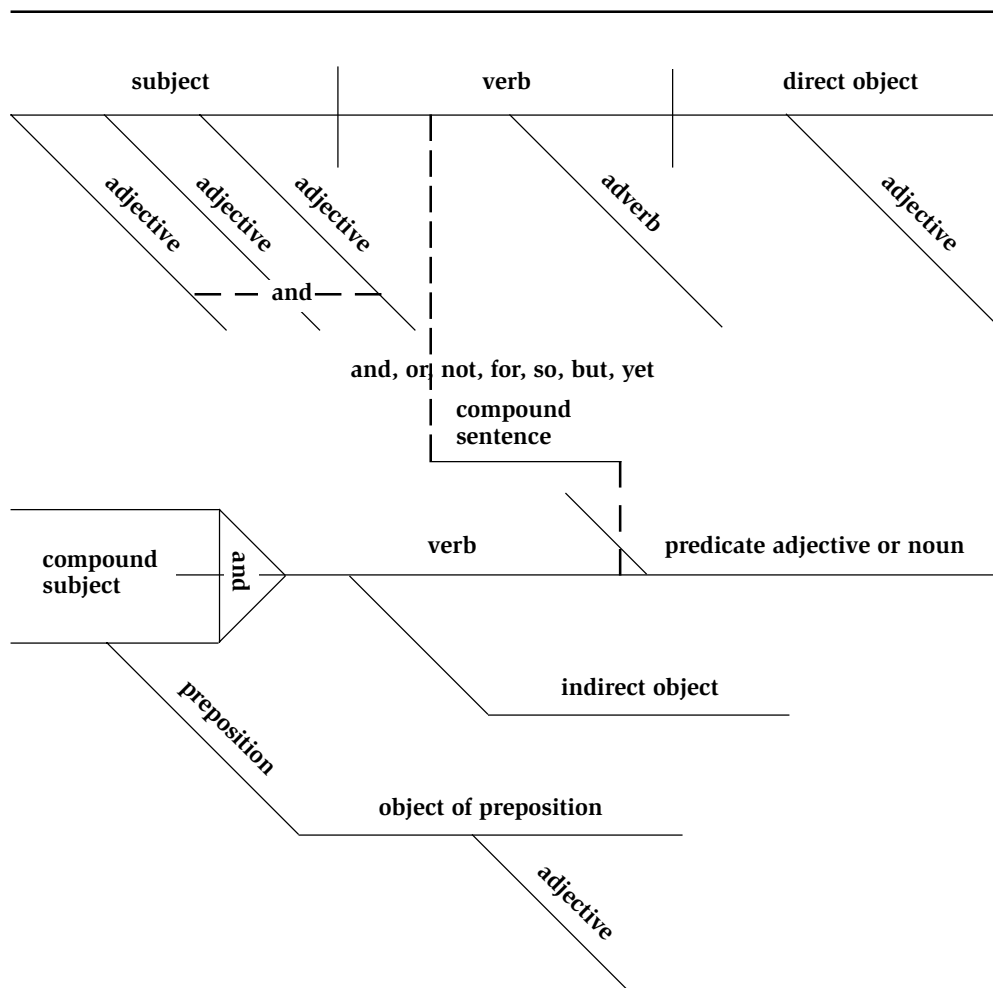 subject verb direct object
adjective adjective adjective adverb adjective
and
and, or, not, for, so, but, yet
compound
sentence
verb predicate adjective or noun
compound
subject
and
indirect object
preposition
object of preposition
adjective